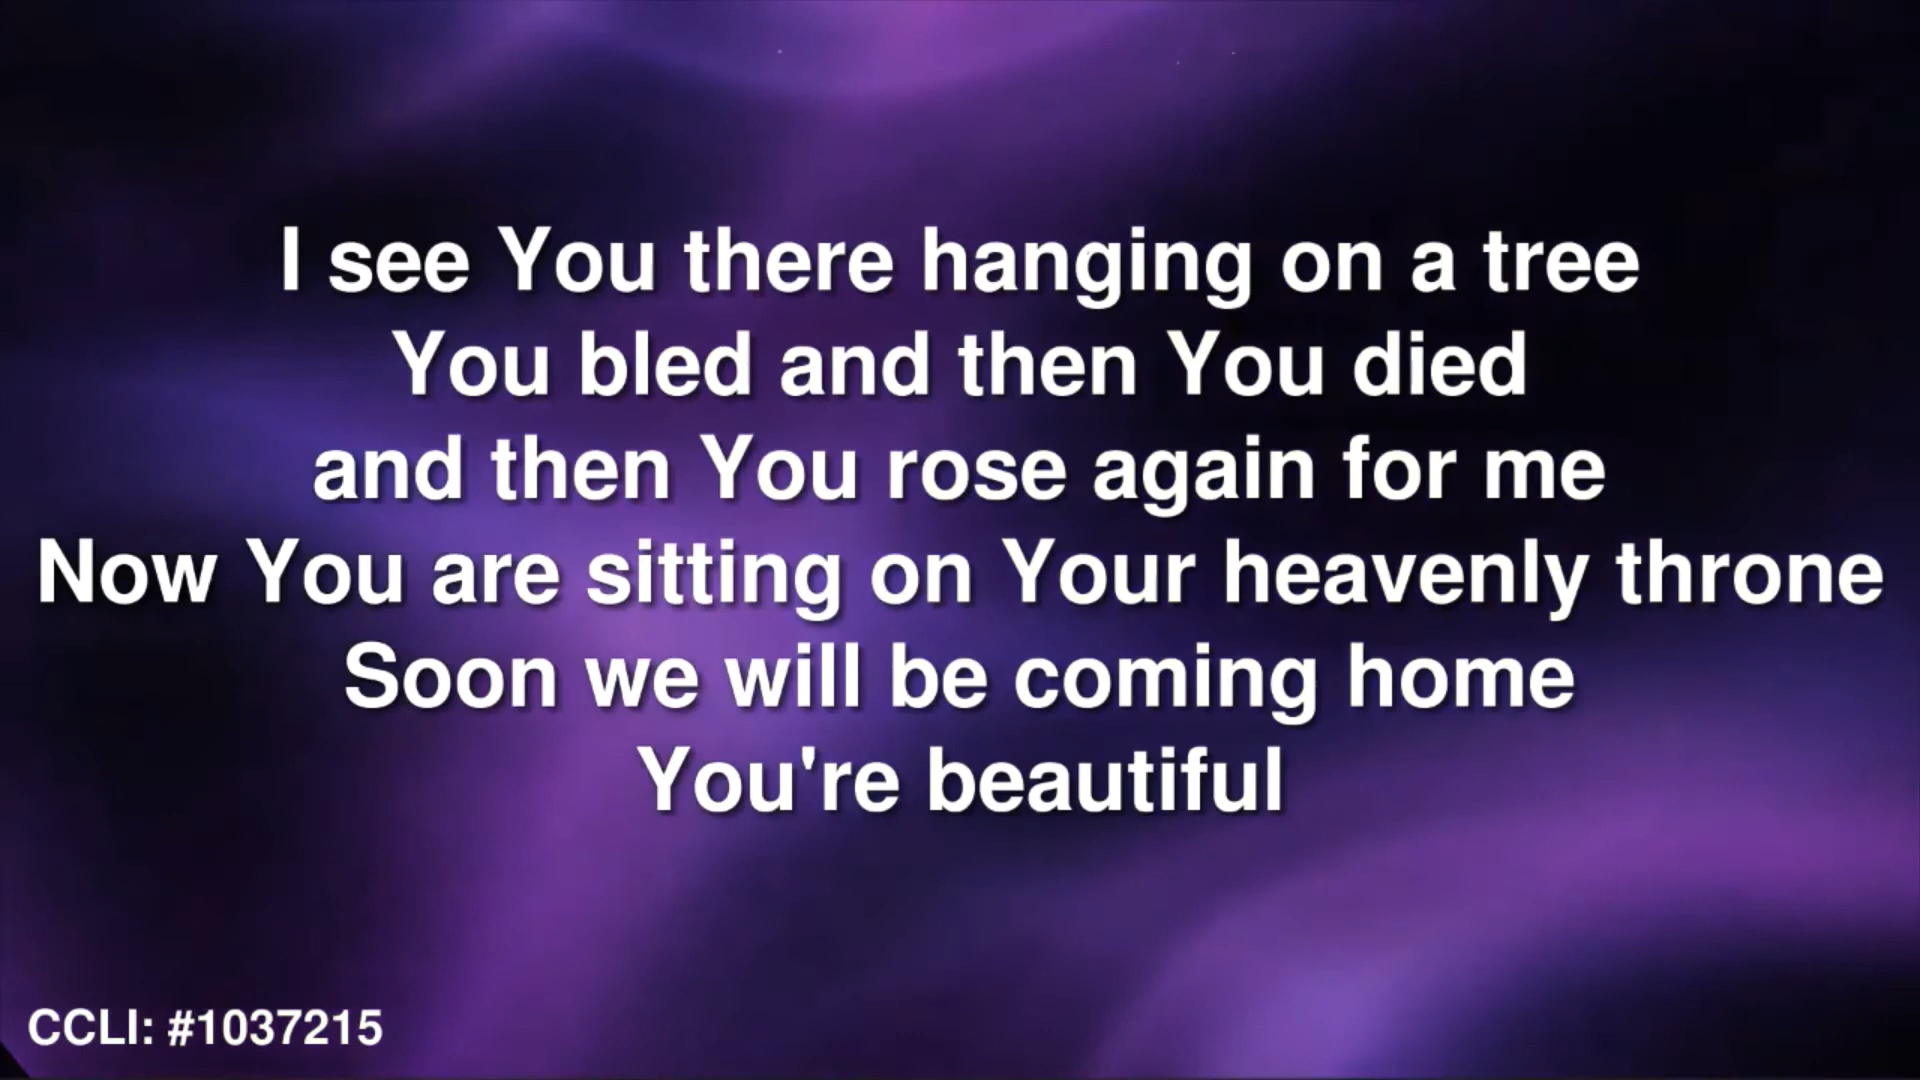 I see You there hanging on a tree
You bled and then You died
and then You rose again for me
Now You are sitting on Your heavenly throne
Soon we will be coming home
You're beautiful
CCLI: #1037215